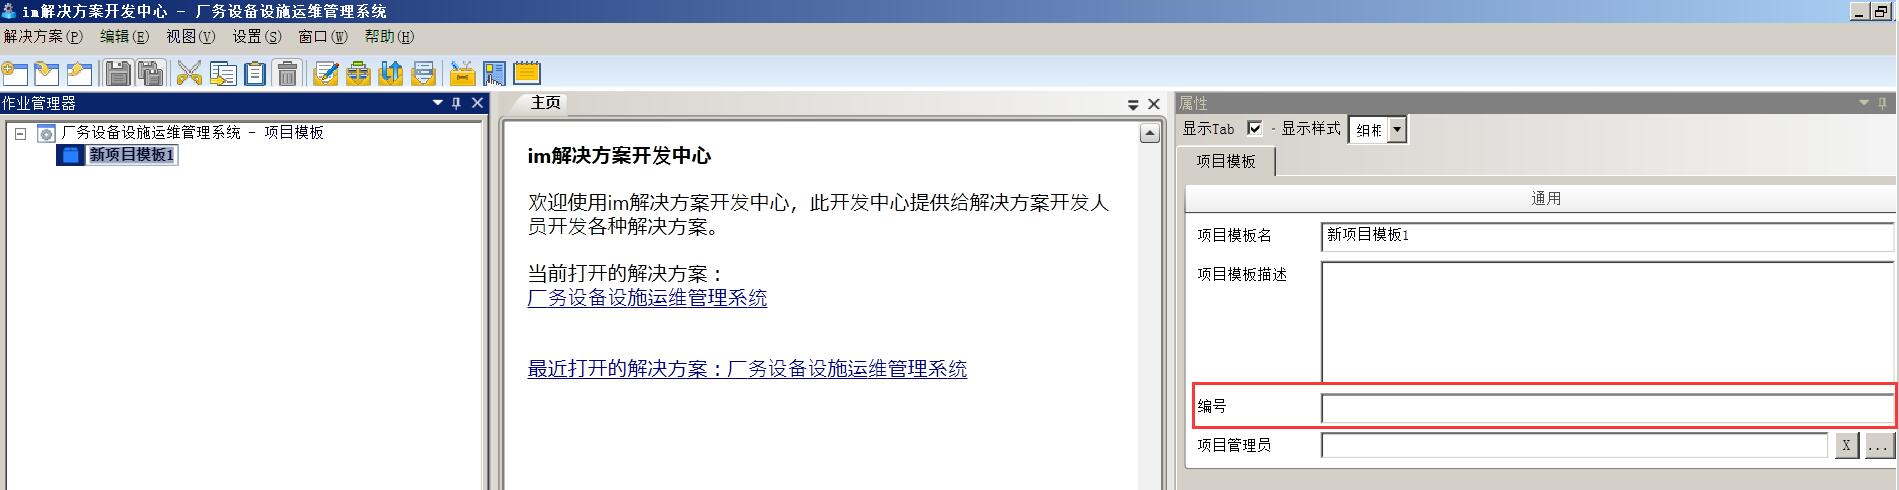 im解决方案开发中心 - 厂务设备设施运维管理系统
解决方案(P) 编辑(E) 视图(V) 设置(S) 窗口(W) 帮助(H)
作业管理器
厂务设备设施运维管理系统 - 项目模板
新项目模板1
主页
im解决方案开发中心
欢迎使用im解决方案开发中心，此开发中心提供给解决方案开发人
员开发各种解决方案。
当前打开的解决方案：
厂务设备设施运维管理系统
最近打开的解决方案：厂务设备设施运维管理系统
属性
显示Tab - 显示样式 细框
项目模板
通用
项目模板名 新项目模板1
项目模板描述
编号
项目管理员 X ...